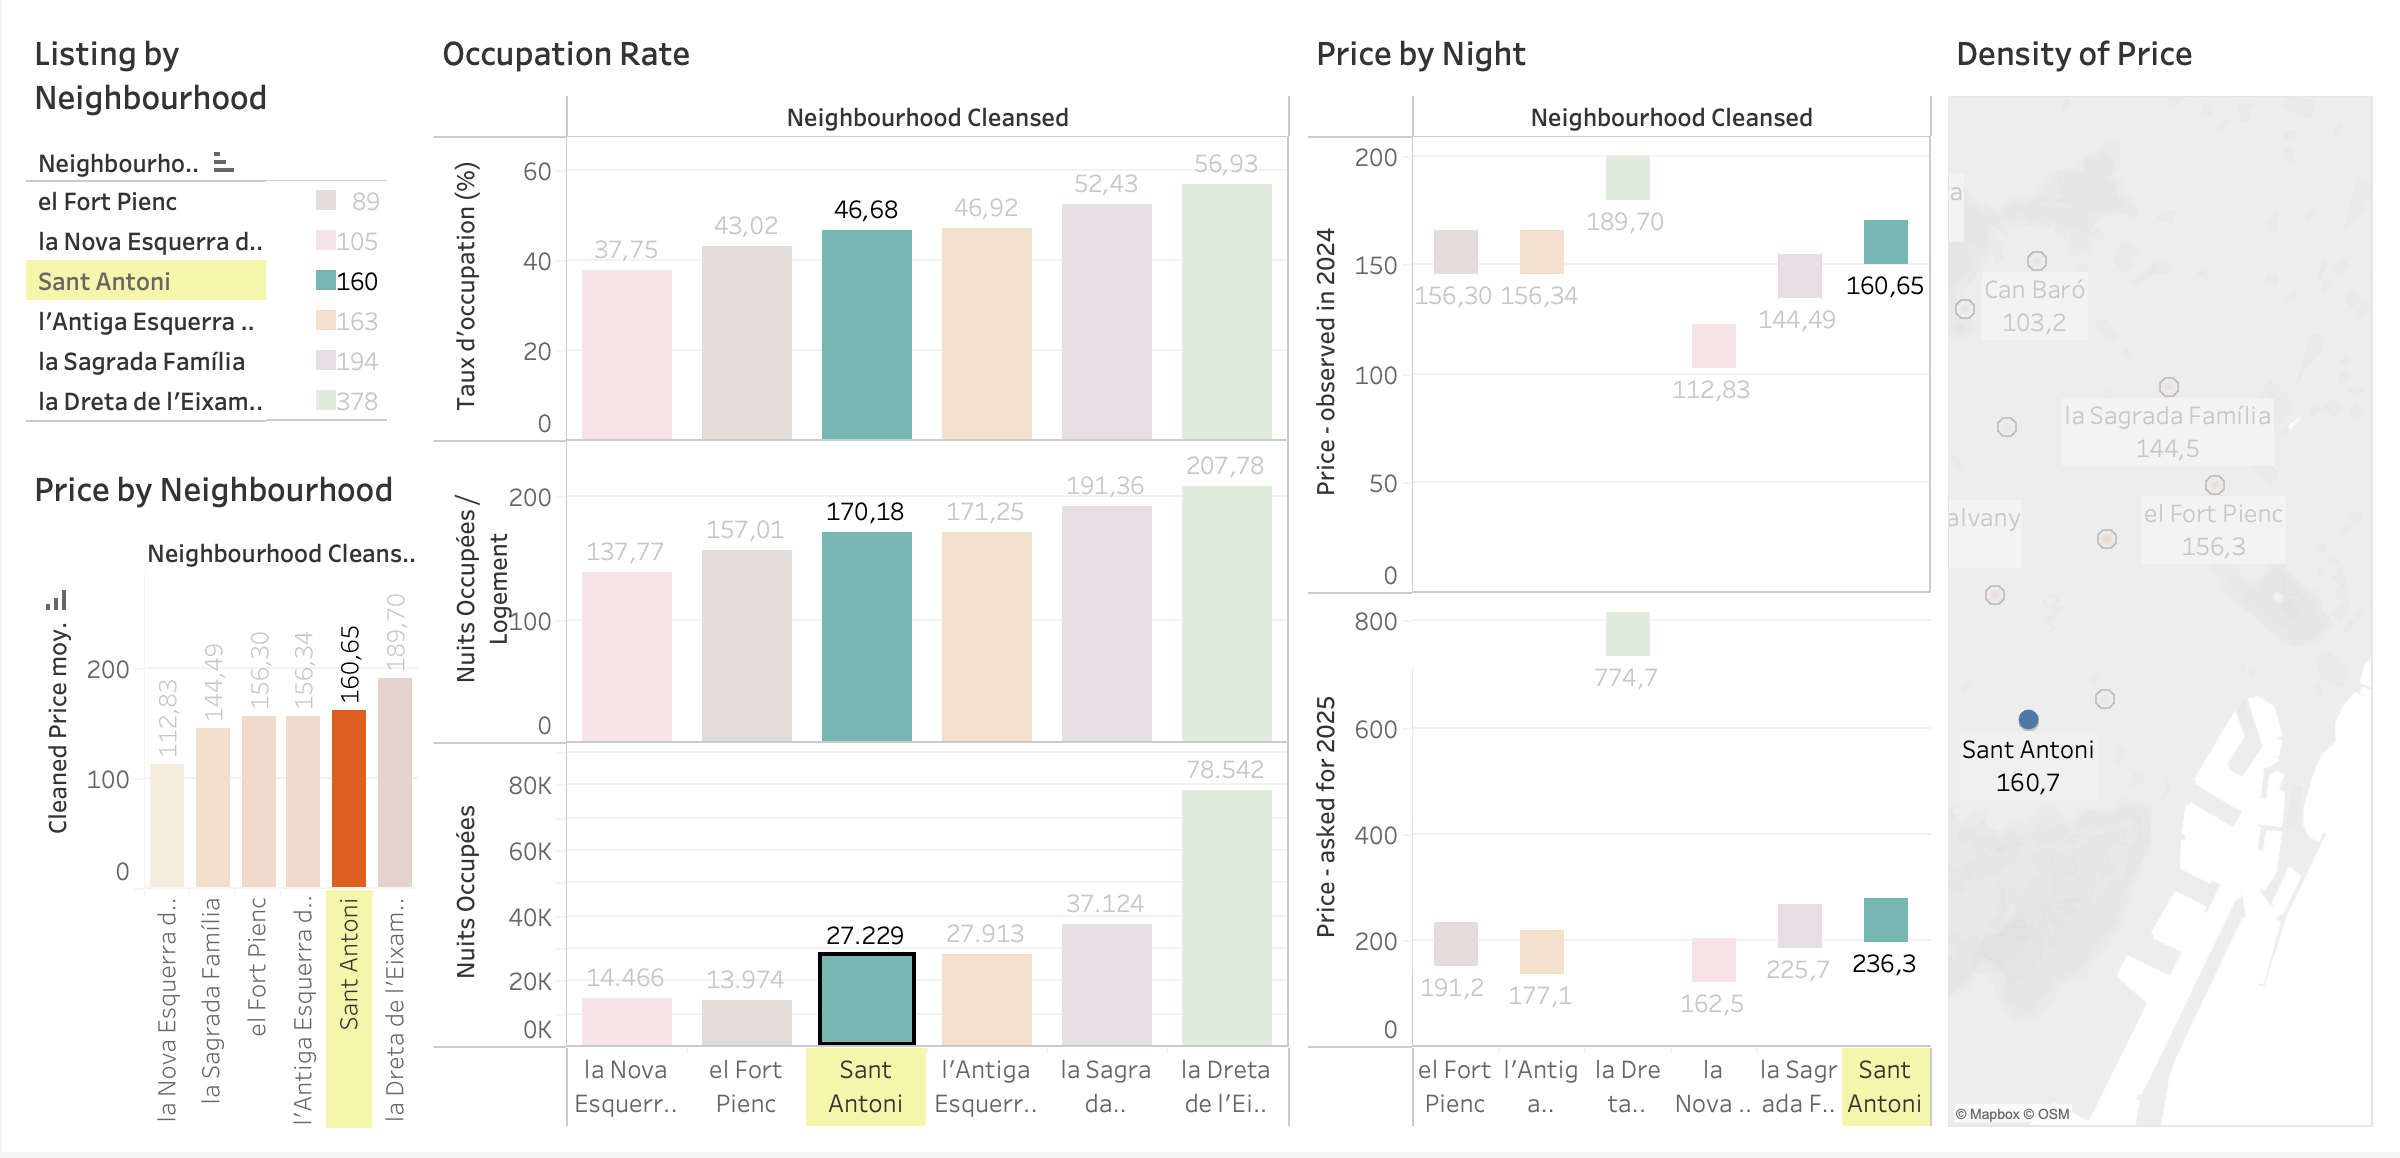 Listing by
Neighbourhood
Neighbourho..
el Fort Pienc 89
la Nova Esquerra d.. 105
Sant Antoni 160
l'Antiga Esquerra .. 163
la Sagrada Família 194
la Dreta de l'Eixam.. 378
Price by Neighbourhood
Neighbourhood Cleans..
Cleaned Price moy.
200
100
0
112,83
144,49
156,30
156,34
160,65
189,70
la Nova Esquerra d..
la Sagrada Família
el Fort Pienc
l'Antiga Esquerra d..
Sant Antoni
la Dreta de l'Eixam..
Occupation Rate
Neighbourhood Cleansed
Taux d'occupation (%)
60
40
20
0
37,75
43,02
46,68
46,92
52,43
56,93
Nuits Occupées /
Logement
200
100
0
137,77
157,01
170,18
171,25
191,36
207,78
Nuits Occupées
80K
60K
40K
20K
0K
14.466
13.974
27.229
27.913
37.124
78.542
la Nova
Esquerr..
el Fort
Pienc
Sant
Antoni
l'Antiga
Esquerr..
la Sagra
da..
la Dreta
de l'Ei..
Price by Night
Neighbourhood Cleansed
Price - observed in 2024
200
150
100
50
0
156,30
156,34
189,70
112,83
144,49
160,65
Price - asked for 2025
800
600
400
200
0
191,2
177,1
774,7
162,5
225,7
236,3
el Fort
Pienc
l'Antig
a..
la Dre
ta..
la
Nova ..
la Sagr
ada F..
Sant
Antoni
Density of Price
a
Can Baró
103,2
la Sagrada Família
144,5
alvany
el Fort Pienc
156,3
Sant Antoni
160,7
© Mapbox © OSM